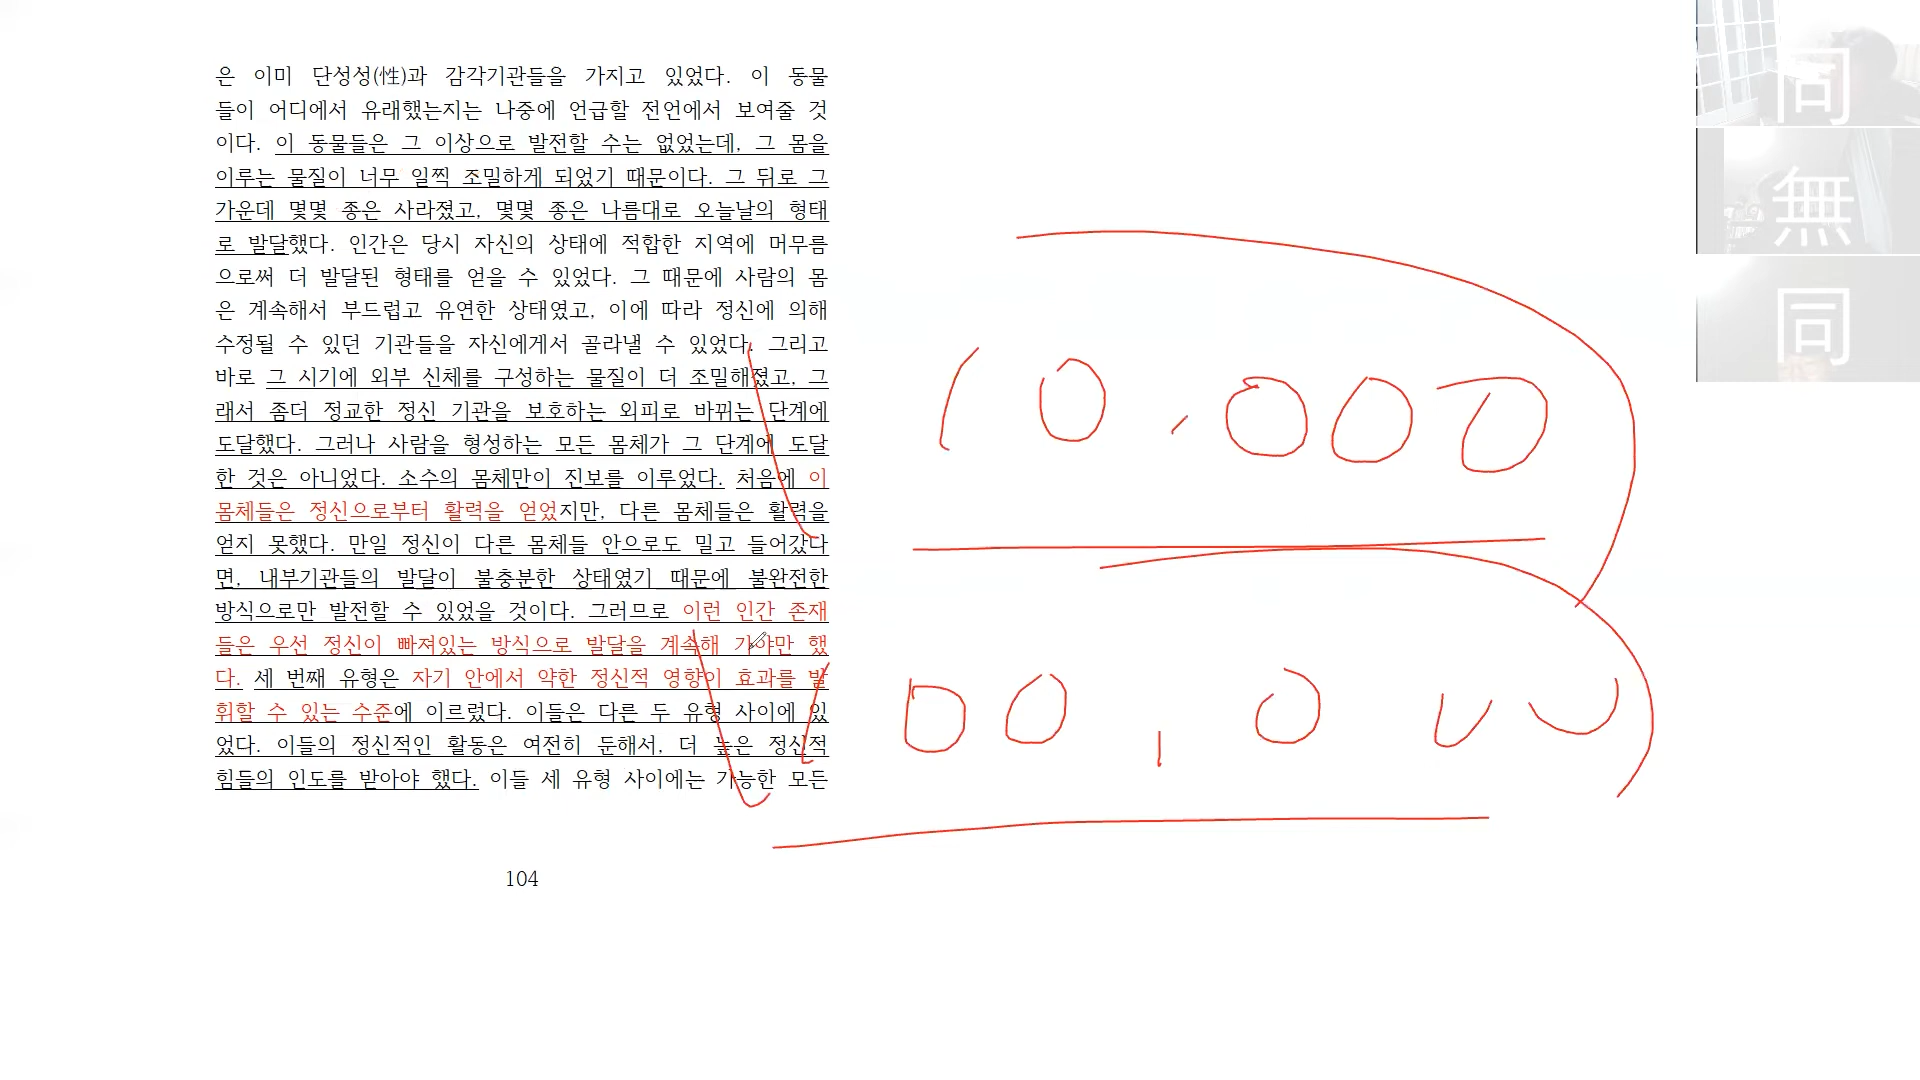 은 이미 단성성(性)과 감각기관들을 가지고 있었다. 이 동물
들이 어디에서 유래했는지는 나중에 언급할 전언에서 보여줄 것
이다. 이 동물들은 그 이상으로 발전할 수는 없었는데, 그 몸을
이루는 물질이 너무 일찍 조밀하게 되었기 때문이다. 그 뒤로 그
가운데 몇몇 종은 사라졌고, 몇몇 종은 나름대로 오늘날의 형태
로 발달했다. 인간은 당시 자신의 상태에 적합한 지역에 머무름
으로써 더 발달된 형태를 얻을 수 있었다. 그 때문에 사람의 몸
은 계속해서 부드럽고 유연한 상태였고, 이에 따라 정신에 의해
수정될 수 있던 기관들을 자신에게서 골라낼 수 있었다. 그리고
바로 그 시기에 외부 신체를 구성하는 물질이 더 조밀해졌고, 그
래서 좀더 정교한 정신 기관을 보호하는 외피로 바뀌는 단계에
도달했다. 그러나 사람을 형성하는 모든 몸체가 그 단계에 도달
한 것은 아니었다. 소수의 몸체만이 진보를 이루었다. 처음에 이
몸체들은 정신으로부터 활력을 얻었지만, 다른 몸체들은 활력을
얻지 못했다. 만일 정신이 다른 몸체들 안으로도 밀고 들어갔다
면, 내부기관들의 발달이 불충분한 상태였기 때문에 불완전한
방식으로만 발전할 수 있었을 것이다. 그러므로 이런 인간 존재
들은 우선 정신이 빠져있는 방식으로 발달을 계속해 가야만 했
다. 세 번째 유형은 자기 안에서 약한 정신적 영향이 효과를 발
휘할 수 있는 수준에 이르렀다. 이들은 다른 두 유형 사이에 있
었다. 이들의 정신적인 활동은 여전히 둔해서, 더 높은 정신적
힘들의 인도를 받아야 했다. 이들 세 유형 사이에는 가능한 모든
104
10.000
100,000
同
無
同